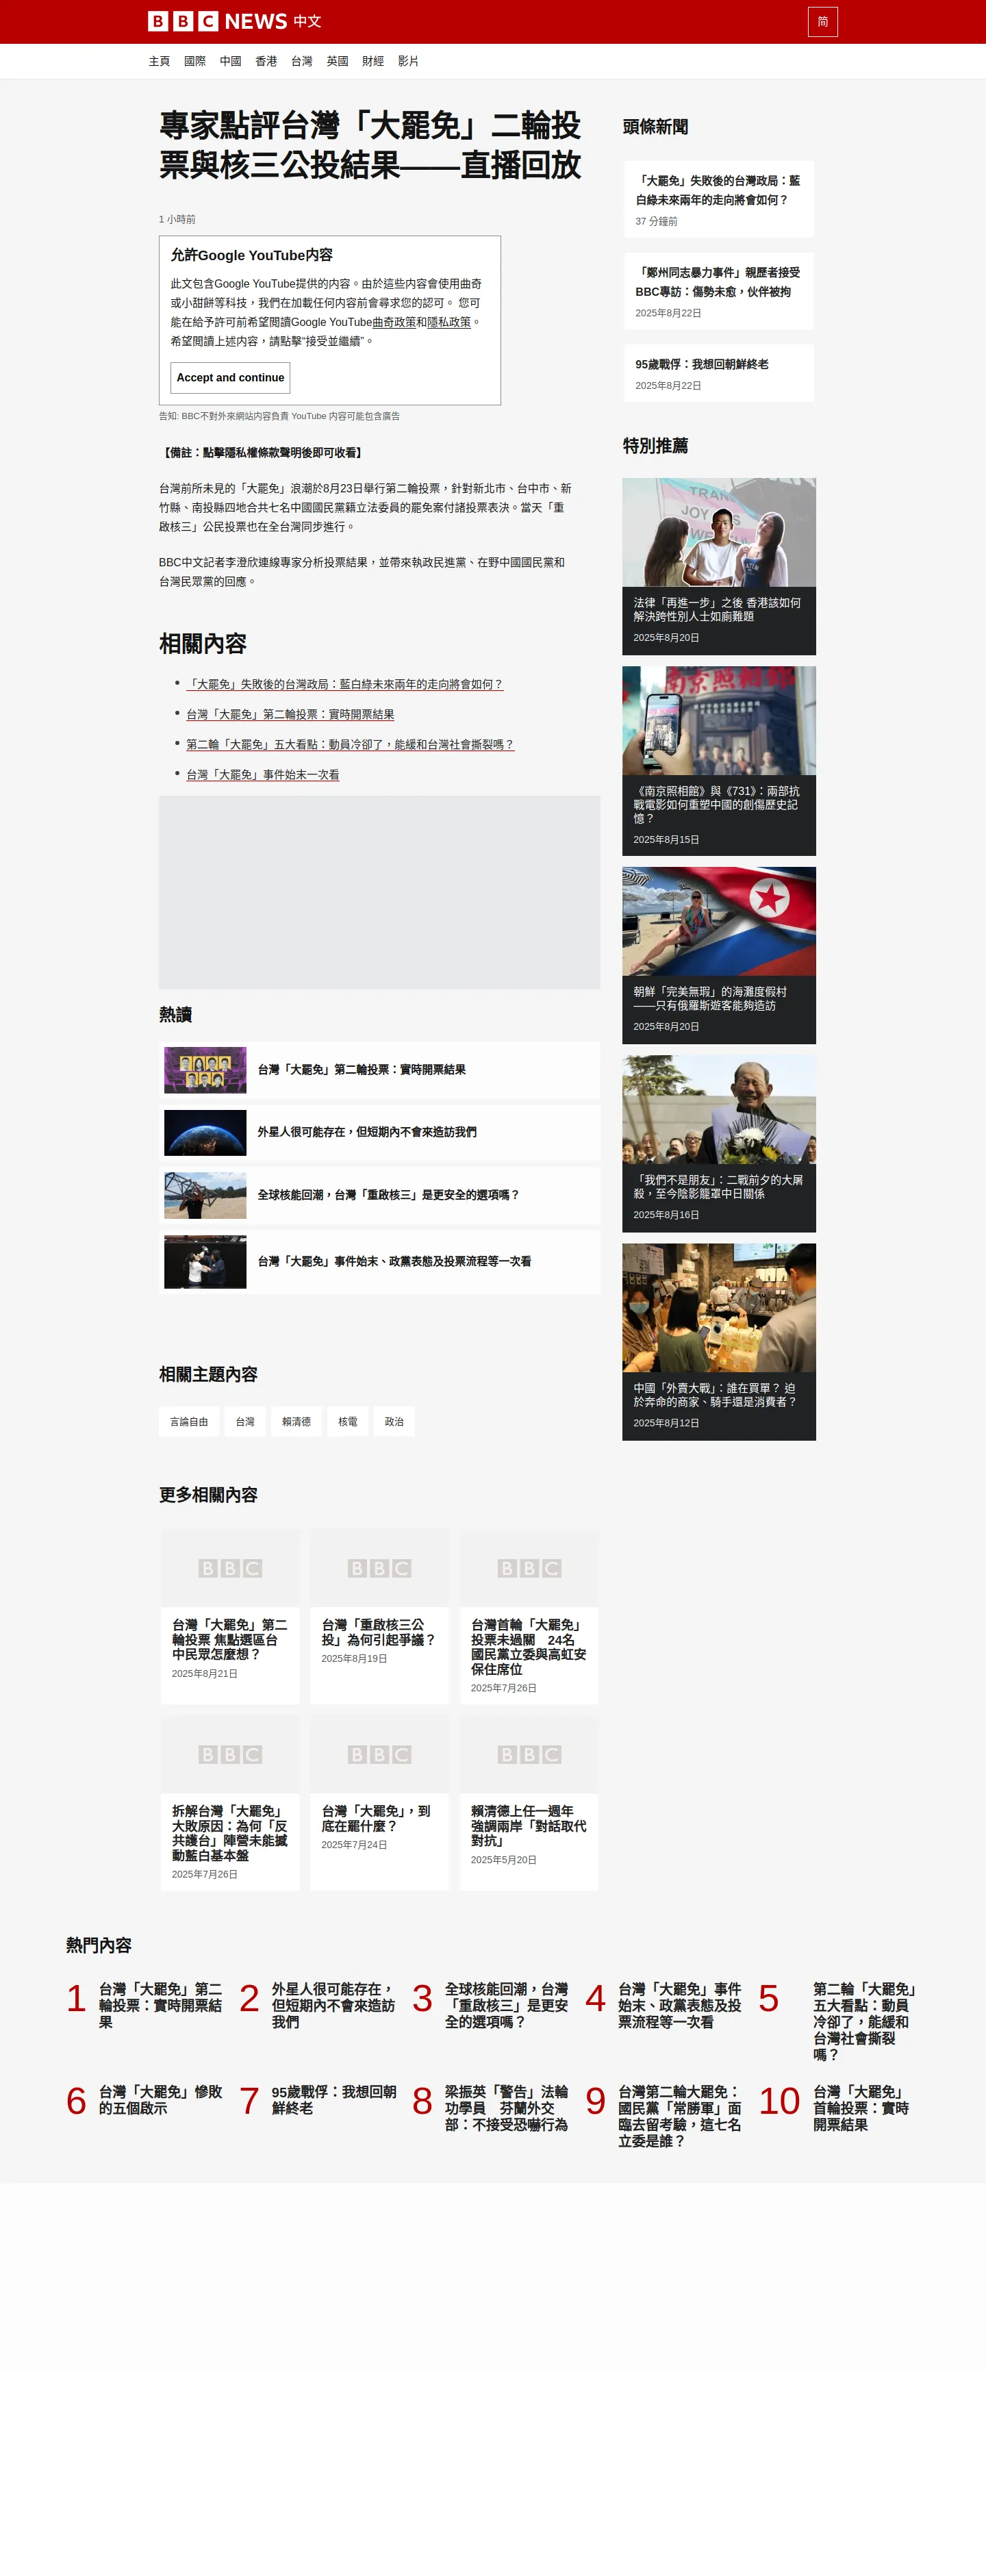 BBC NEWS 中文
简
主頁 國際 中國 香港 台灣 英國 財經 影片
專家點評台灣「大罷免」二輪投
票與核三公投結果——直播回放
1 小時前
允許Google YouTube内容
此文包含Google YouTube提供的内容。由於這些内容會使用曲奇
或小甜餅等科技，我們在加載任何内容前會尋求您的認可。 您可
能在給予許可前希望閲讀Google YouTube曲奇政策和隱私政策。
希望閲讀上述内容，請點擊“接受並繼續”。
Accept and continue
告知: BBC不對外來網站内容負責 YouTube 内容可能包含廣告
【備註：點擊隱私權條款聲明後即可收看】
台灣前所未見的「大罷免」浪潮於8月23日舉行第二輪投票，針對新北市、台中市、新
竹縣、南投縣四地合共七名中國國民黨籍立法委員的罷免案付諸投票表決。當天「重
啟核三」公民投票也在全台灣同步進行。
BBC中文記者李澄欣連線專家分析投票結果，並帶來執政民進黨、在野中國國民黨和
台灣民眾黨的回應。
相關內容
「大罷免」失敗後的台灣政局：藍白綠未來兩年的走向將會如何？
台灣「大罷免」第二輪投票：實時開票結果
第二輪「大罷免」五大看點：動員冷卻了，能緩和台灣社會撕裂嗎？
台灣「大罷免」事件始末一次看
熱讀
台灣「大罷免」第二輪投票：實時開票結果
外星人很可能存在，但短期內不會來造訪我們
全球核能回潮，台灣「重啟核三」是更安全的選項嗎？
台灣「大罷免」事件始末、政黨表態及投票流程等一次看
相關主題內容
言論自由 台灣 賴清德 核電 政治
更多相關內容
BBC BBC BBC
台灣「大罷免」第二
輪投票 焦點選區台
中民眾怎麼想？
2025年8月21日
台灣「重啟核三公
投」為何引起爭議？
2025年8月19日
台灣首輪「大罷免」
投票未過關　24名
國民黨立委與高虹安
保住席位
2025年7月26日
BBC BBC BBC
拆解台灣「大罷免」
大敗原因：為何「反
共護台」陣營未能撼
動藍白基本盤
2025年7月26日
台灣「大罷免」，到
底在罷什麼？
2025年7月24日
賴清德上任一週年
強調兩岸「對話取代
對抗」
2025年5月20日
頭條新聞
「大罷免」失敗後的台灣政局：藍
白綠未來兩年的走向將會如何？
37 分鐘前
「鄭州同志暴力事件」親歷者接受
BBC專訪：傷勢未愈，伙伴被拘
2025年8月22日
95歲戰俘：我想回朝鮮終老
2025年8月22日
特別推薦
法律「再進一步」之後 香港該如何
解決跨性別人士如廁難題
2025年8月20日
南京照相館
《南京照相館》與《731》：兩部抗
戰電影如何重塑中國的創傷歷史記
憶？
2025年8月15日
朝鮮「完美無瑕」的海灘度假村
——只有俄羅斯遊客能夠造訪
2025年8月20日
「我們不是朋友」：二戰前夕的大屠
殺，至今陰影籠罩中日關係
2025年8月16日
中國「外賣大戰」：誰在買單？ 迫
於奔命的商家、騎手還是消費者？
2025年8月12日
熱門內容
1
台灣「大罷免」第二
輪投票：實時開票結
果
2
外星人很可能存在，
但短期內不會來造訪
我們
3
全球核能回潮，台灣
「重啟核三」是更安
全的選項嗎？
4
台灣「大罷免」事件
始末、政黨表態及投
票流程等一次看
5
第二輪「大罷免」
五大看點：動員
冷卻了，能緩和
台灣社會撕裂
嗎？
6
台灣「大罷免」慘敗
的五個啟示
7
95歲戰俘：我想回朝
鮮終老
8
梁振英「警告」法輪
功學員　芬蘭外交
部：不接受恐嚇行為
9
台灣第二輪大罷免：
國民黨「常勝軍」面
臨去留考驗，這七名
立委是誰？
10
台灣「大罷免」
首輪投票：實時
開票結果